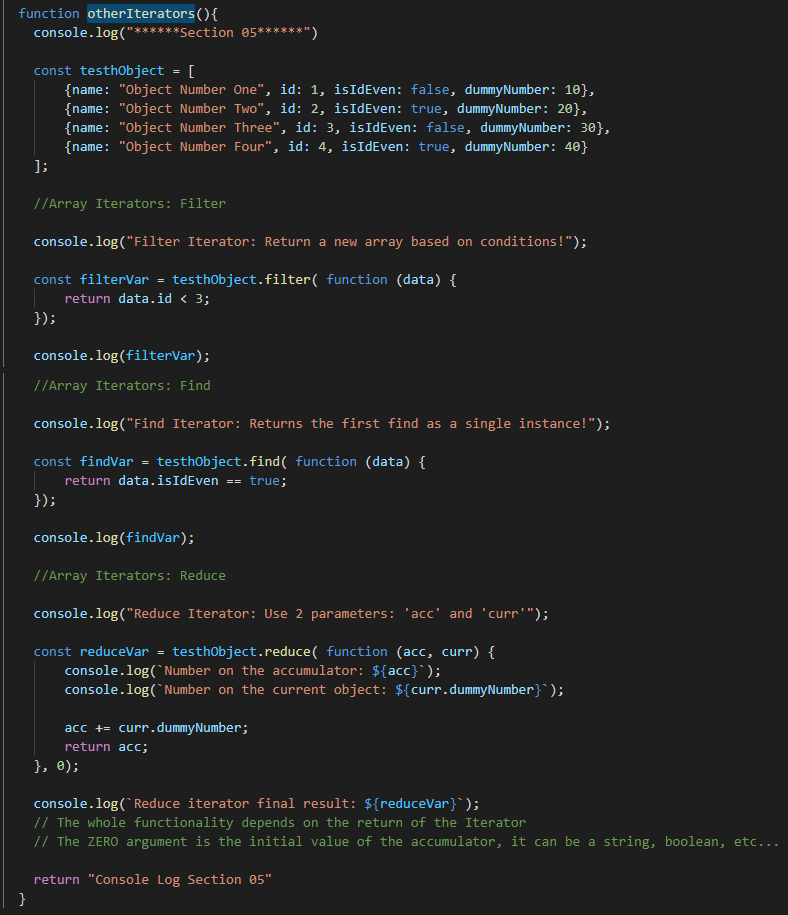 function otherIterators(){
console.log("******Section 05******")
const testhObject = [
{name: "Object Number One", id: 1, isIdEven: false, dummyNumber: 10},
{name: "Object Number Two", id: 2, isIdEven: true, dummyNumber: 20},
{name: "Object Number Three", id: 3, isIdEven: false, dummyNumber: 30},
{name: "Object Number Four", id: 4, isIdEven: true, dummyNumber: 40}
];
//Array Iterators: Filter
console.log("Filter Iterator: Return a new array based on conditions!");
const filterVar = testhObject.filter( function (data) {
return data.id < 3;
});
console.log(filterVar);
//Array Iterators: Find
console.log("Find Iterator: Returns the first find as a single instance!");
const findVar = testhObject.find( function (data) {
return data.isIdEven == true;
});
console.log(findVar);
//Array Iterators: Reduce
console.log("Reduce Iterator: Use 2 parameters: 'acc' and 'curr'");
const reduceVar = testhObject.reduce( function (acc, curr) {
console.log(`Number on the accumulator: ${acc}`);
console.log(`Number on the current object: ${curr.dummyNumber}`);
acc += curr.dummyNumber;
return acc;
}, 0);
console.log(`Reduce iterator final result: ${reduceVar}`);
// The whole functionality depends on the return of the Iterator
// The ZERO argument is the initial value of the accumulator, it can be a string, boolean, etc...
return "Console Log Section 05"
}